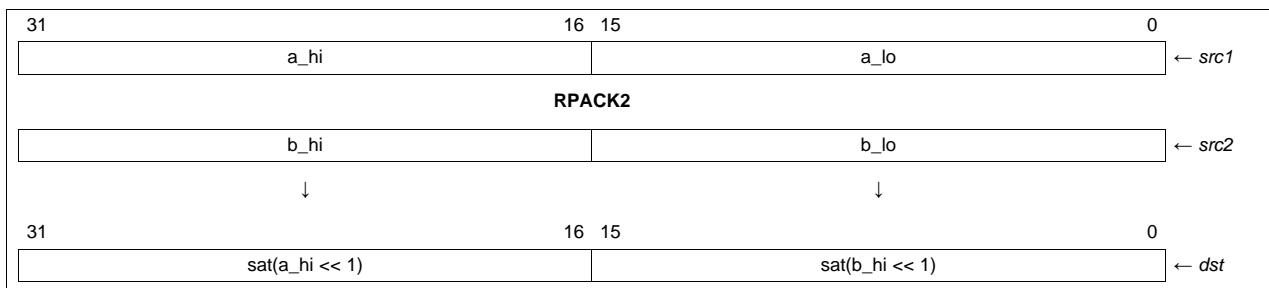 31 16 15 0
a_hi a_lo ← src1
RPACK2
b_hi b_lo ← src2
↓ ↓
31 16 15 0
sat(a_hi << 1) sat(b_hi << 1) ← dst